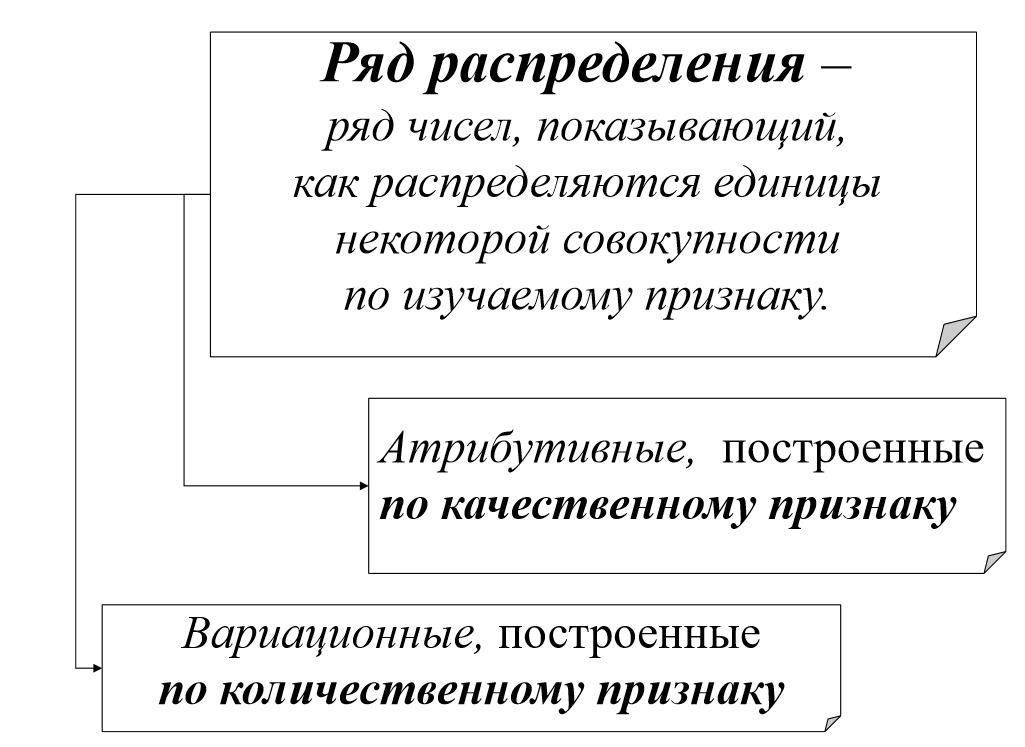 Ряд распределения –
ряд чисел, показывающий,
как распределяются единицы
некоторой совокупности
по изучаемому признаку.
Атрибутивные, построенные
по качественному признаку
Вариационные, построенные
по количественному признаку